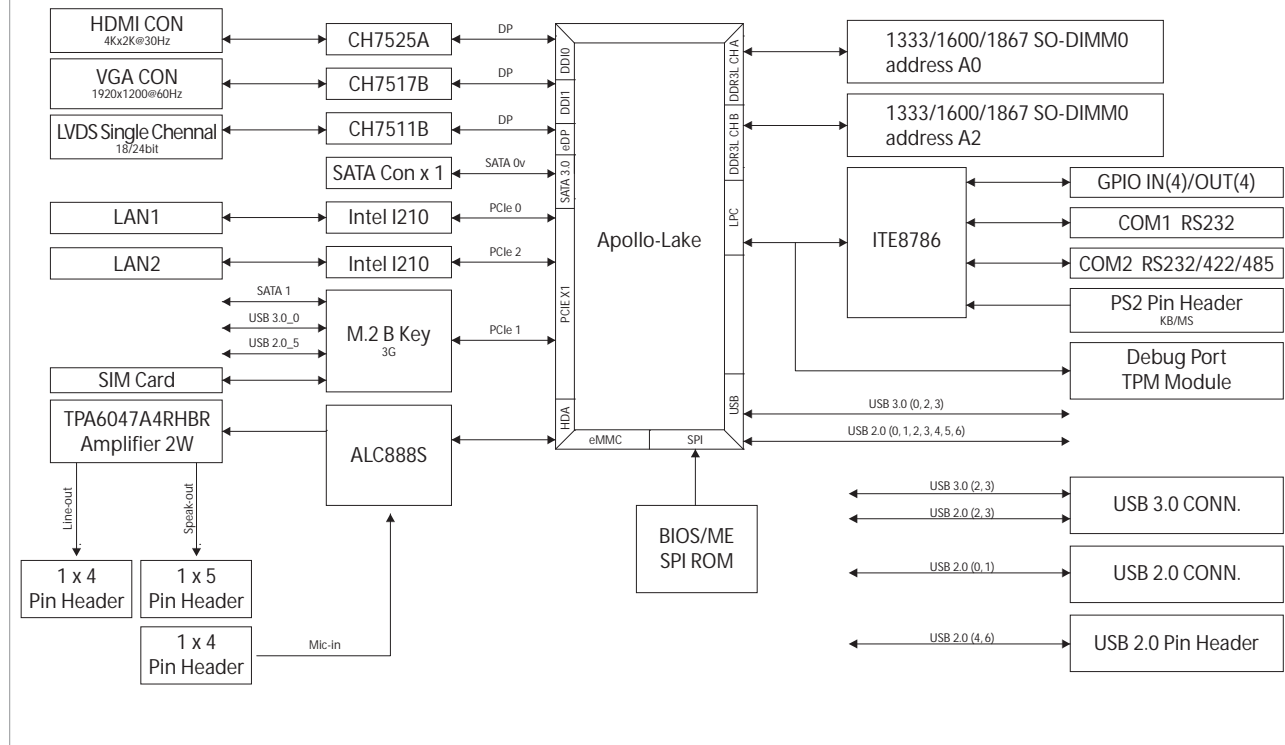 HDMI CON
4Kx2K@30Hz
CH7525A
DP
DDI0
VGA CON
1920x1200@60Hz
CH7517B
DP
DDI1
LVDS Single Chennal
18/24bit
CH7511B
DP
eDP
SATA Con x 1
SATA 0v
SATA 3.0
LAN1
Intel I210
PCIe 0
LAN2
Intel I210
PCIe 2
PCIE X1
SATA 1
USB 3.0_0
USB 2.0_5
M.2 B Key
3G
PCIe 1
SIM Card
TPA6047A4RHBR
Amplifier 2W
ALC888S
HDA
Line-out
Speak-out
1 x 4
Pin Header
1 x 5
Pin Header
1 x 4
Pin Header
Mic-in
Apollo-Lake
eMMC
SPI
BIOS/ME
SPI ROM
DDR3L CH A
1333/1600/1867 SO-DIMM0
address A0
DDR3L CH B
1333/1600/1867 SO-DIMM0
address A2
LPC
ITE8786
GPIO IN(4)/OUT(4)
COM1 RS232
COM2 RS232/422/485
PS2 Pin Header
KB/MS
Debug Port
TPM Module
USB
USB 3.0 (0, 2, 3)
USB 2.0 (0, 1, 2, 3, 4, 5, 6)
USB 3.0 (2, 3)
USB 2.0 (2, 3)
USB 3.0 CONN.
USB 2.0 (0, 1)
USB 2.0 CONN.
USB 2.0 (4, 6)
USB 2.0 Pin Header